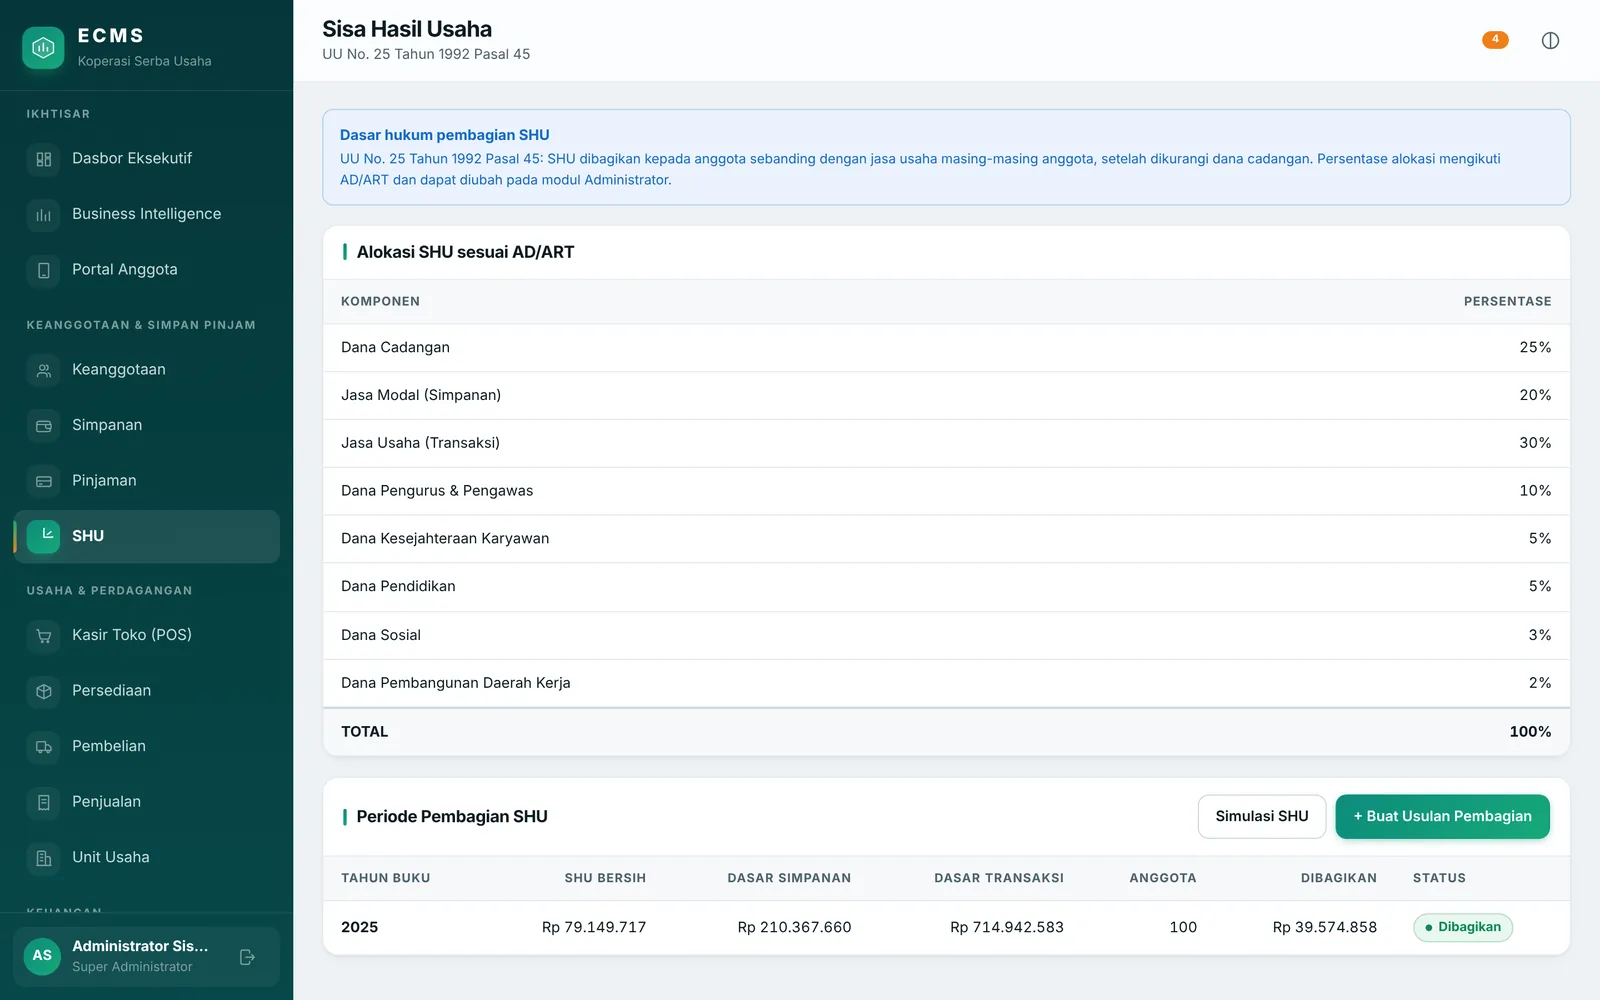 ECMS
Koperasi Serba Usaha
IKHTISAR
Dasbor Eksekutif
Business Intelligence
Portal Anggota
KEANGGOTAAN & SIMPAN PINJAM
Keanggotaan
Simpanan
Pinjaman
SHU
USAHA & PERDAGANGAN
Kasir Toko (POS)
Persediaan
Pembelian
Penjualan
Unit Usaha
KEUANGAN
AS
Administrator Sis...
Super Administrator
Sisa Hasil Usaha
UU No. 25 Tahun 1992 Pasal 45
4
Dasar hukum pembagian SHU
UU No. 25 Tahun 1992 Pasal 45: SHU dibagikan kepada anggota sebanding dengan jasa usaha masing-masing anggota, setelah dikurangi dana cadangan. Persentase alokasi mengikuti
AD/ART dan dapat diubah pada modul Administrator.
Alokasi SHU sesuai AD/ART
KOMPONEN PERSENTASE
Dana Cadangan 25%
Jasa Modal (Simpanan) 20%
Jasa Usaha (Transaksi) 30%
Dana Pengurus & Pengawas 10%
Dana Kesejahteraan Karyawan 5%
Dana Pendidikan 5%
Dana Sosial 3%
Dana Pembangunan Daerah Kerja 2%
TOTAL 100%
Periode Pembagian SHU
Simulasi SHU
+ Buat Usulan Pembagian
TAHUN BUKU SHU BERSIH DASAR SIMPANAN DASAR TRANSAKSI ANGGOTA DIBAGIKAN STATUS
2025 Rp 79.149.717 Rp 210.367.660 Rp 714.942.583 100 Rp 39.574.858 Dibagikan